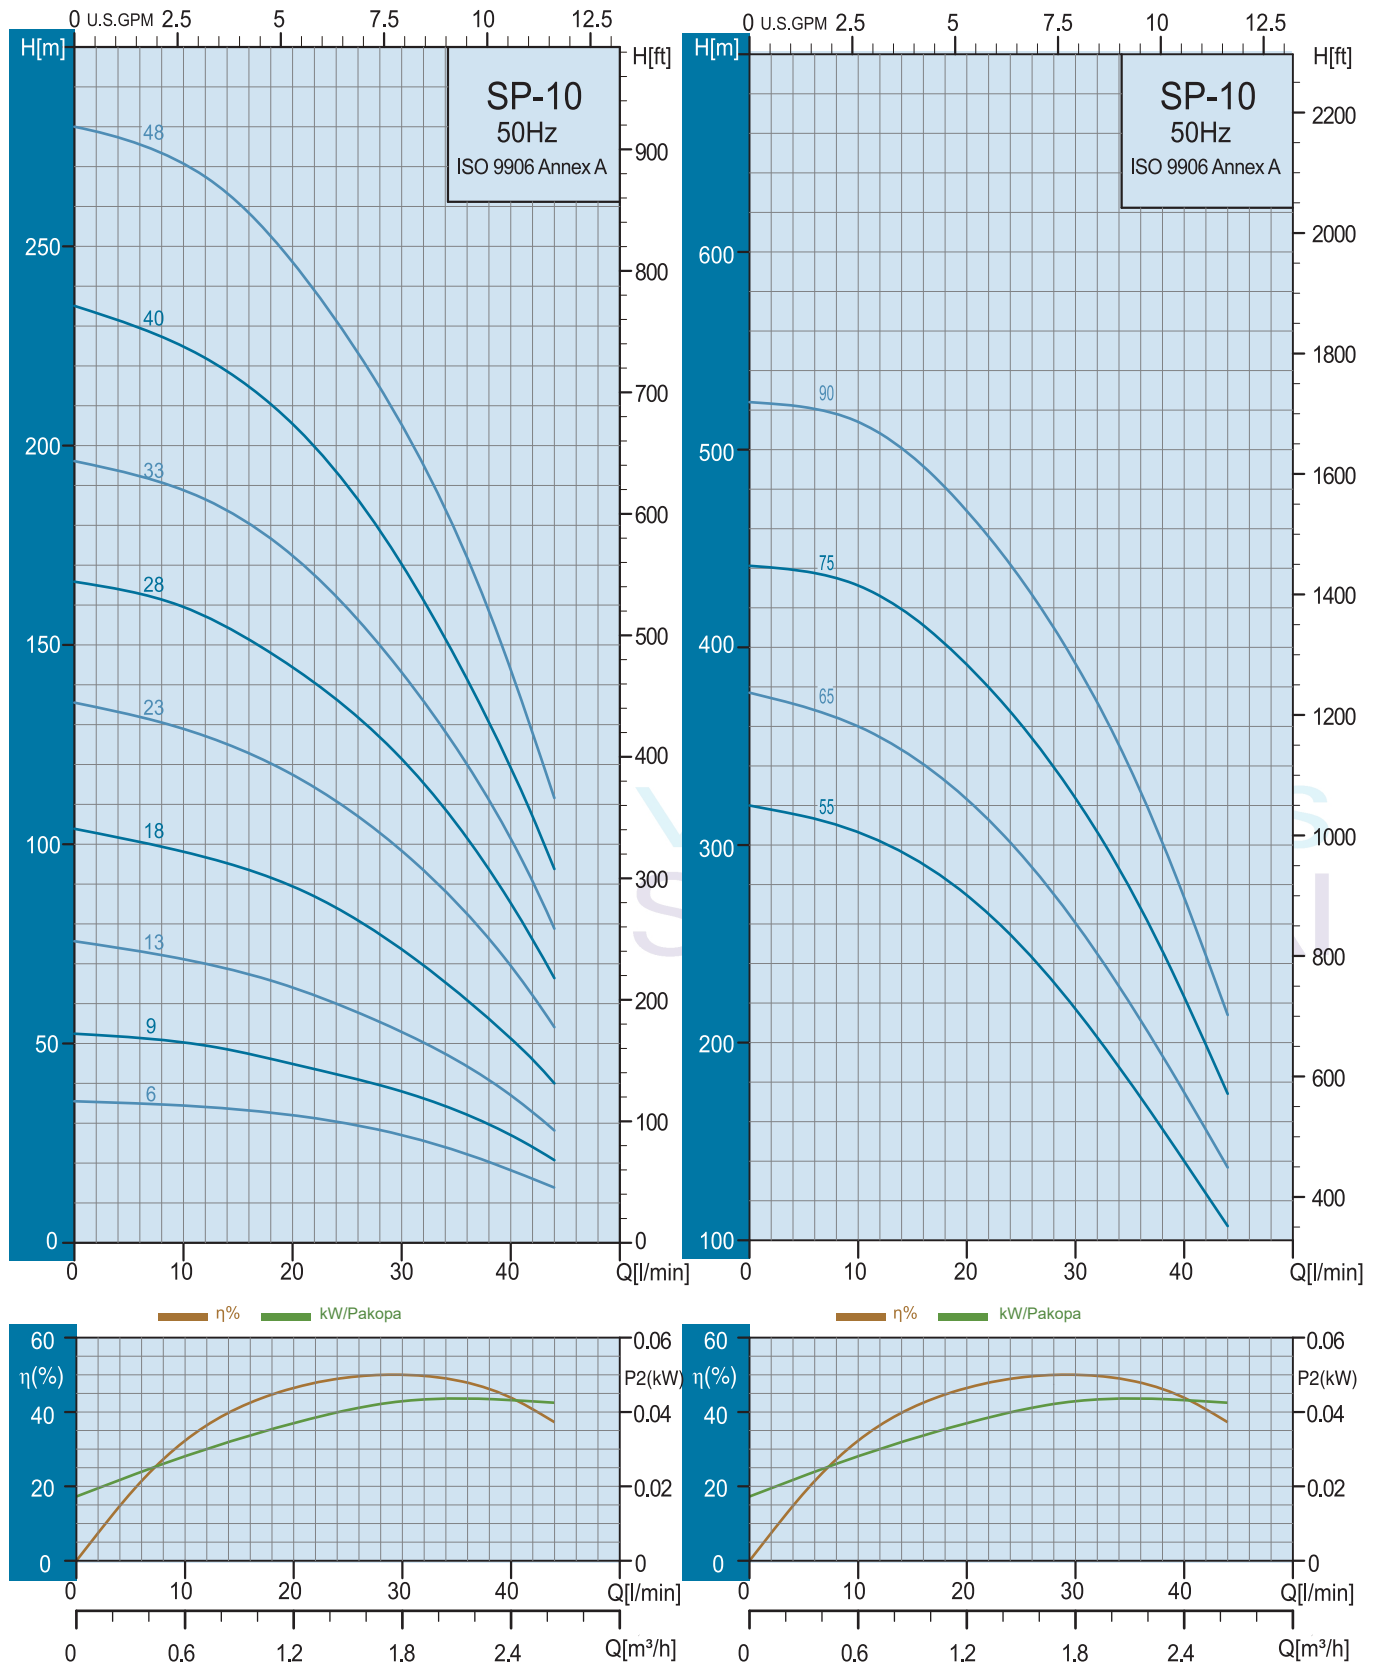 0 U.S.GPM 2.5 5 7.5 10 12.5
H[m]
H[ft]
SP-10
50Hz
ISO 9906 Annex A
48
40
33
28
23
18
13
9
6
250
200
150
100
50
0
900
800
700
600
500
400
300
200
100
0
0 10 20 30 40 Q[l/min]
η% kW/Pakopa
60
η(%)
40
20
0
0.06
P2(kW)
0.04
0.02
0
0 10 20 30 40 Q[l/min]
0 0.6 1.2 1.8 2.4 Q[m³/h]
0 U.S.GPM 2.5 5 7.5 10 12.5
H[m]
H[ft]
SP-10
50Hz
ISO 9906 Annex A
90
75
65
55
600
500
400
300
200
100
2200
2000
1800
1600
1400
1200
1000
800
600
400
0 10 20 30 40 Q[l/min]
η% kW/Pakopa
60
η(%)
40
20
0
0.06
P2(kW)
0.04
0.02
0
0 10 20 30 40 Q[l/min]
0 0.6 1.2 1.8 2.4 Q[m³/h]